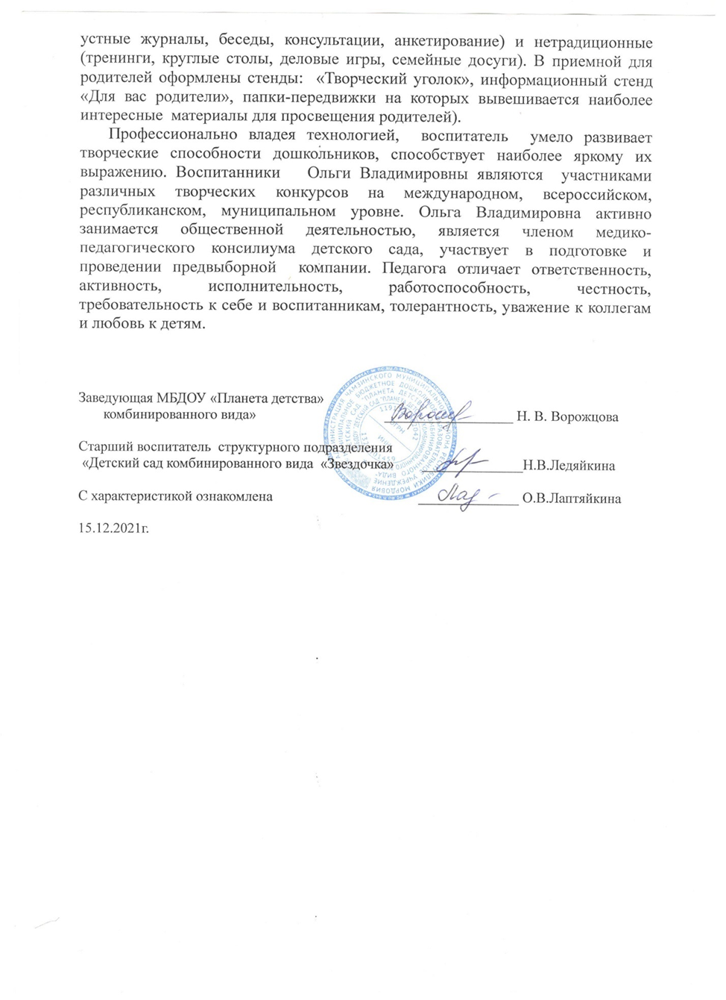 устные журналы, беседы, консультации, анкетирование) и нетрадиционные
(тренинги, круглые столы, деловые игры, семейные досуги). В приемной для
родителей оформлены стенды: «Творческий уголок», информационный стенд
«Для вас родители», папки-передвижки на которых вывешивается наиболее
интересные материалы для просвещения родителей).
Профессионально владея технологией, воспитатель умело развивает
творческие способности дошкольников, способствует наиболее яркому их
выражению. Воспитанники Ольги Владимировны являются участниками
различных творческих конкурсов на международном, всероссийском,
республиканском, муниципальном уровне. Ольга Владимировна активно
занимается общественной деятельностью, является членом медико-
педагогического консилиума детского сада, участвует в подготовке и
проведении предвыборной компании. Педагога отличает ответственность,
активность, исполнительность, работоспособность, честность,
требовательность к себе и воспитанникам, толерантность, уважение к коллегам
и любовь к детям.
Заведующая МБДОУ «Планета детства»
комбинированного вида» Н. В. Ворожцова
Старший воспитатель структурного подразделения
«Детский сад комбинированного вида «Звездочка» Н.В.Ледяйкина
С характеристикой ознакомлена О.В.Лаптяйкина
15.12.2021г.